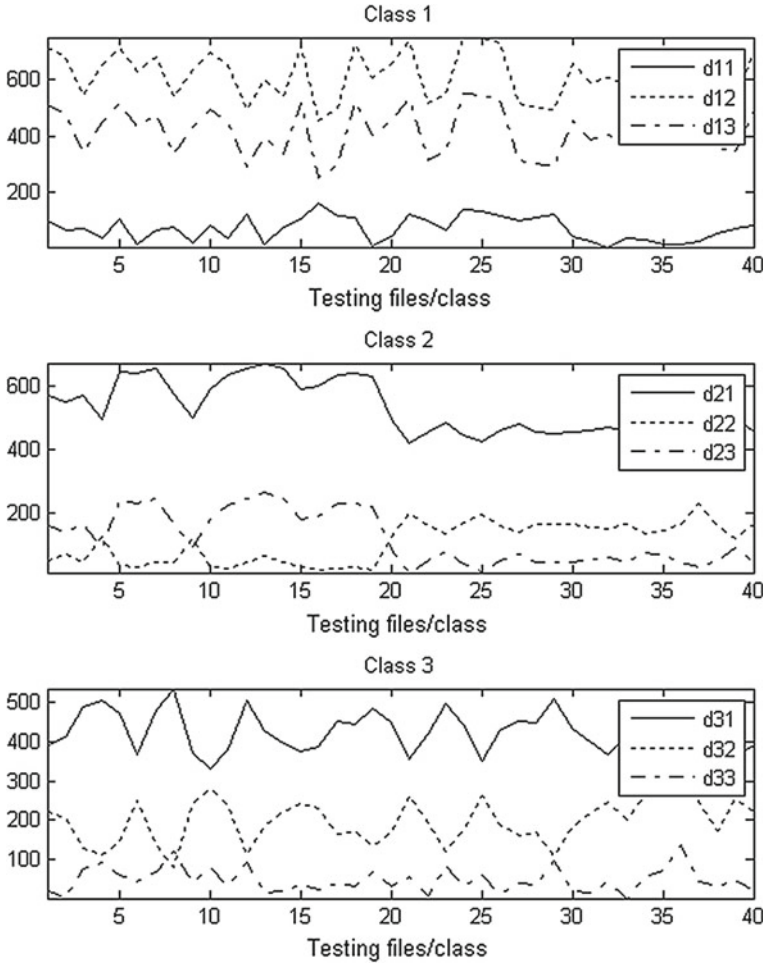 Class 1
600
400
200
d11
d12
d13
5 10 15 20 25 30 35 40
Testing files/class
Class 2
600
400
200
d21
d22
d23
5 10 15 20 25 30 35 40
Testing files/class
Class 3
500
400
300
200
100
d31
d32
d33
5 10 15 20 25 30 35 40
Testing files/class